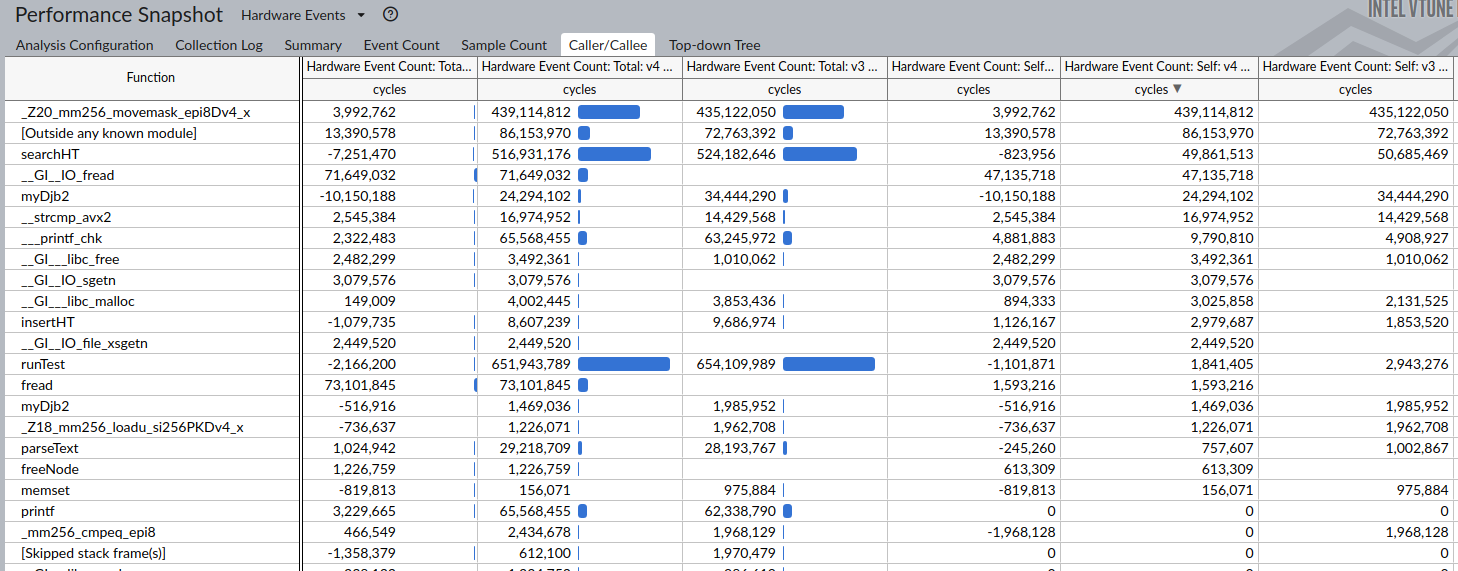 Performance Snapshot Hardware Events
INTEL VTUNE
Analysis Configuration Collection Log Summary Event Count Sample Count Caller/Callee Top-down Tree
Function Hardware Event Count: Tota... Hardware Event Count: Total: v4 ... Hardware Event Count: Total: v3 ... Hardware Event Count: Self... Hardware Event Count: Self: v4 ... Hardware Event Count: Self: v3 ...
cycles cycles cycles cycles cycles cycles
_Z20_mm256_movemask_epi8Dv4_x 3,992,762 439,114,812 435,122,050 3,992,762 439,114,812 435,122,050
[Outside any known module] 13,390,578 86,153,970 72,763,392 13,390,578 86,153,970 72,763,392
searchHT -7,251,470 516,931,176 524,182,646 -823,956 49,861,513 50,685,469
__GI__IO_fread 71,649,032 71,649,032 47,135,718 47,135,718
myDjb2 -10,150,188 24,294,102 34,444,290 -10,150,188 24,294,102 34,444,290
__strcmp_avx2 2,545,384 16,974,952 14,429,568 2,545,384 16,974,952 14,429,568
___printf_chk 2,322,483 65,568,455 63,245,972 4,881,883 9,790,810 4,908,927
__GI___libc_free 2,482,299 3,492,361 1,010,062 2,482,299 3,492,361 1,010,062
__GI__IO_sgetn 3,079,576 3,079,576 3,079,576 3,079,576
__GI___libc_malloc 149,009 4,002,445 3,853,436 894,333 3,025,858 2,131,525
insertHT -1,079,735 8,607,239 9,686,974 1,126,167 2,979,687 1,853,520
__GI__IO_file_xsgetn 2,449,520 2,449,520 2,449,520 2,449,520
runTest -2,166,200 651,943,789 654,109,989 -1,101,871 1,841,405 2,943,276
fread 73,101,845 73,101,845 1,593,216 1,593,216
myDjb2 -516,916 1,469,036 1,985,952 -516,916 1,469,036 1,985,952
_Z18_mm256_loadu_si256PKDv4_x -736,637 1,226,071 1,962,708 -736,637 1,226,071 1,962,708
parseText 1,024,942 29,218,709 28,193,767 -245,260 757,607 1,002,867
freeNode 1,226,759 1,226,759 613,309 613,309
memset -819,813 156,071 975,884 -819,813 156,071 975,884
printf 3,229,665 65,568,455 62,338,790 0 0 0
_mm256_cmpeq_epi8 466,549 2,434,678 1,968,129 -1,968,128 0 1,968,128
[Skipped stack frame(s)] -1,358,379 612,100 1,970,479 0 0 0